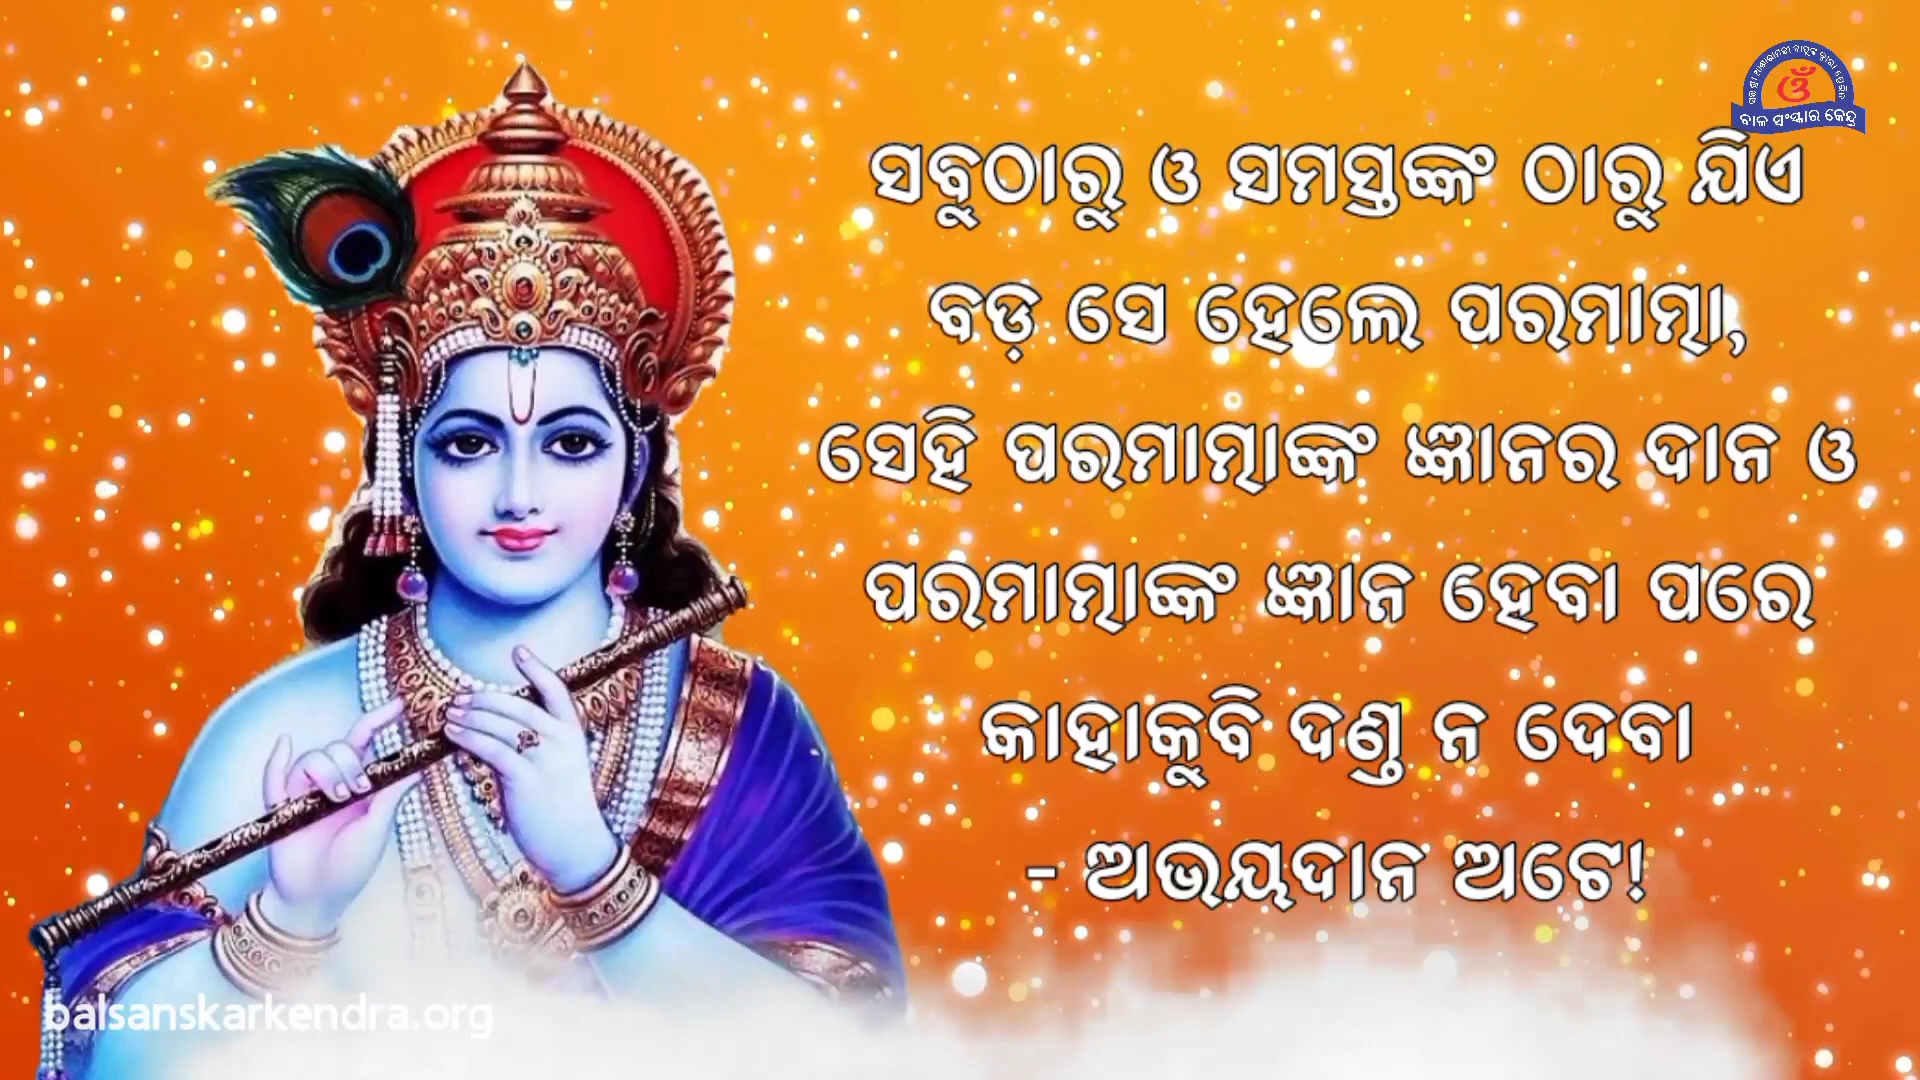 ଓଁ
ବାଳ ସଂସ୍କାର କେନ୍ଦ୍ର
ସବୁଠାରୁ ଓ ସମସ୍ତଙ୍କ ଠାରୁ ଯିଏ
ବଡ଼ ସେ ହେଲେ ପରମାତ୍ମା,
ସେହି ପରମାତ୍ମାଙ୍କ ଜ୍ଞାନର ଦାନ ଓ
ପରମାତ୍ମାଙ୍କ ଜ୍ଞାନ ହେବା ପରେ
କାହାକୁବି ଦଣ୍ଡ ନ ଦେବା
- ଅଭୟଦାନ ଅଟେ!
balsanskarkendra.org